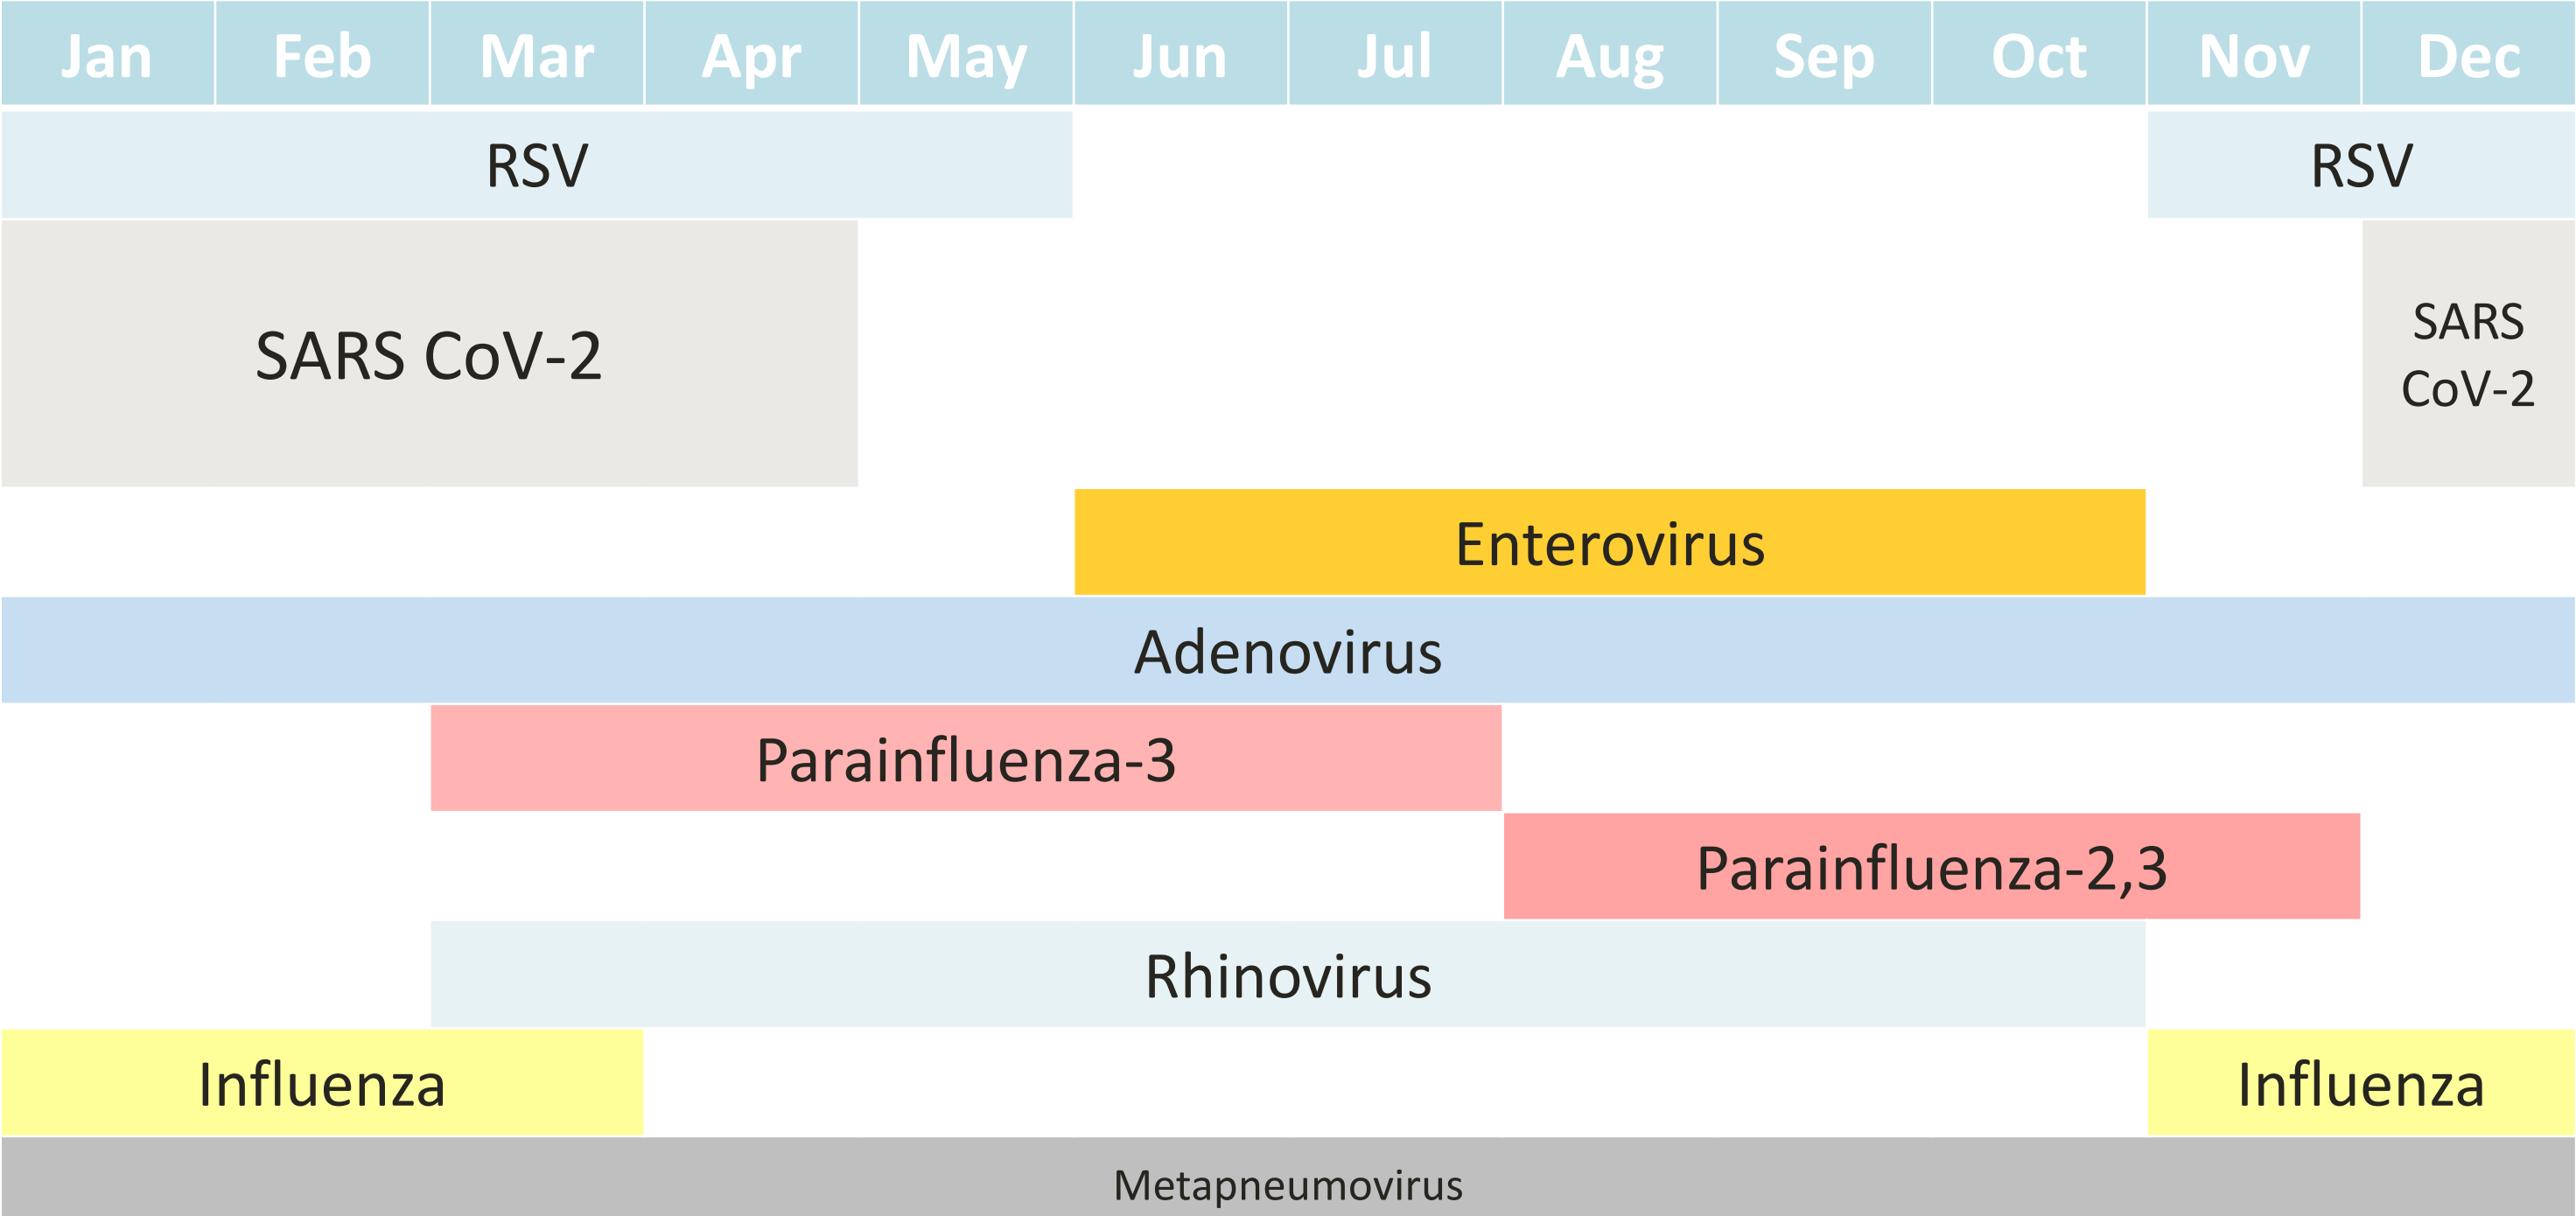 Jan Feb Mar Apr May Jun Jul Aug Sep Oct Nov Dec
RSV RSV
SARS CoV-2
SARS
CoV-2
Enterovirus
Adenovirus
Parainfluenza-3
Parainfluenza-2,3
Rhinovirus
Influenza Influenza
Metapneumovirus